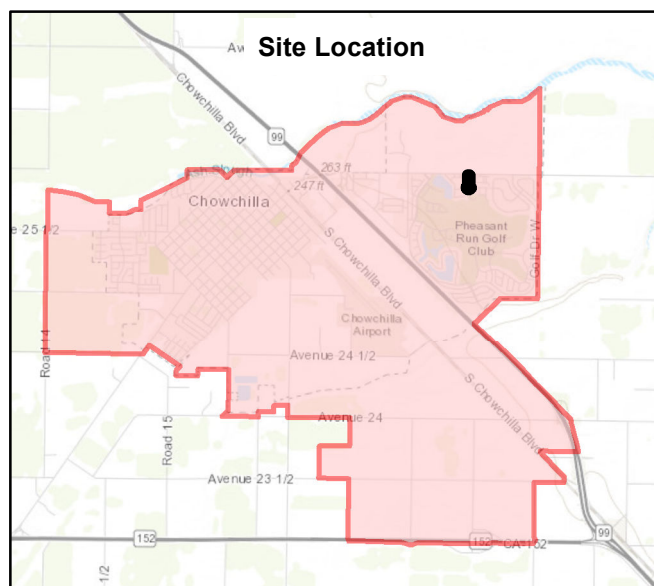 Site Location
Chowchilla Blvd
99
263 ft
247 ft
Chowchilla
Pheasant
Run Golf
Club
Golf Dr W
S Chowchilla Blvd
Chowchilla
Airport
Avenue 24 1/2
Road 14
Road 15
S Chowchilla Blvd
Avenue 24
Avenue 23 1/2
152
152
CA-152
99